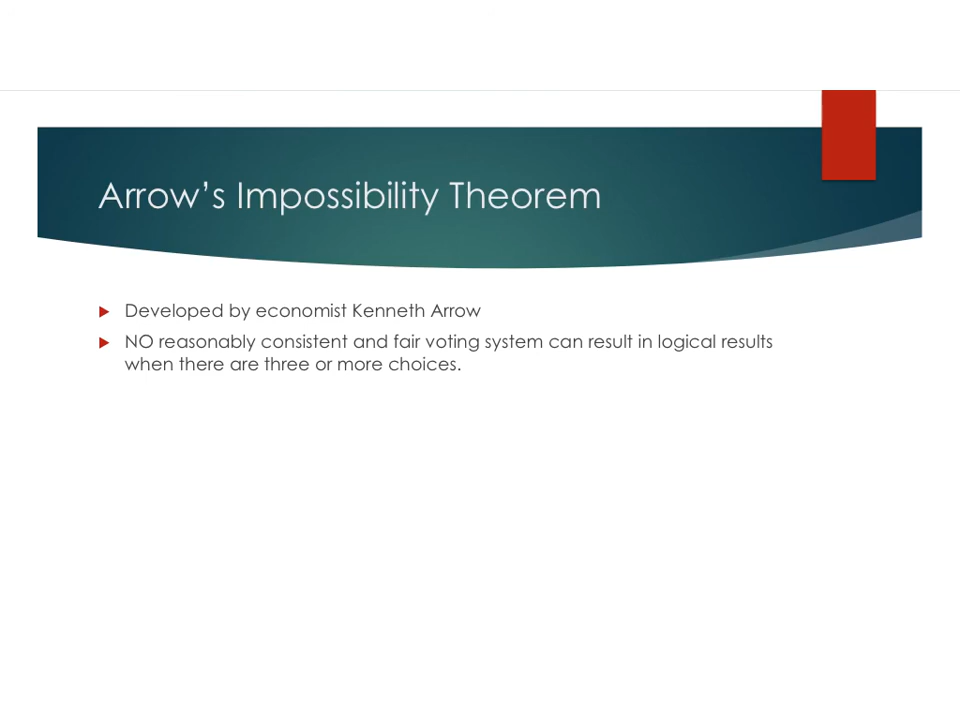 Arrow’s Impossibility Theorem
Developed by economist Kenneth Arrow
NO reasonably consistent and fair voting system can result in logical results
when there are three or more choices.